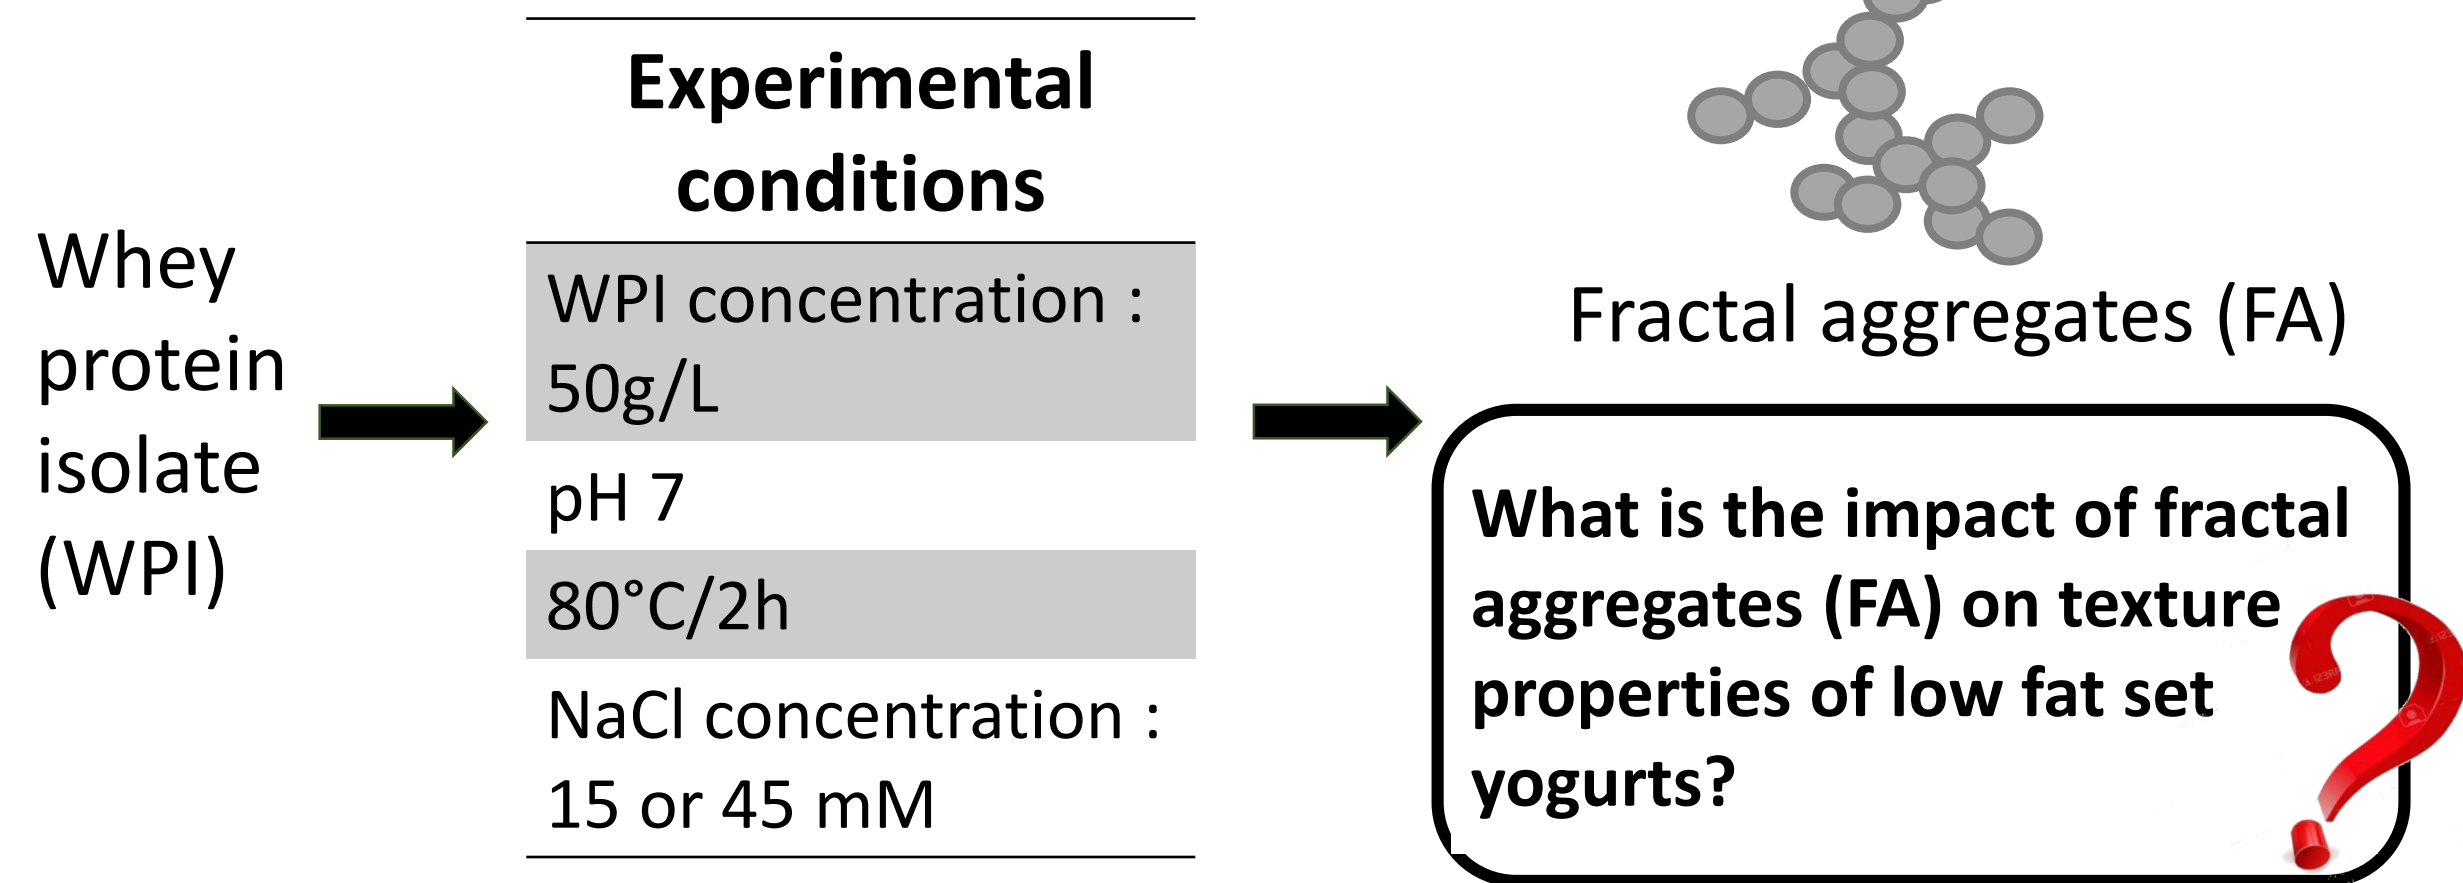 Whey
protein
isolate
(WPI)
Experimental
conditions
WPI concentration :
50g/L
pH 7
80°C/2h
NaCl concentration :
15 or 45 mM
Fractal aggregates (FA)
What is the impact of fractal
aggregates (FA) on texture
properties of low fat set
yogurts?